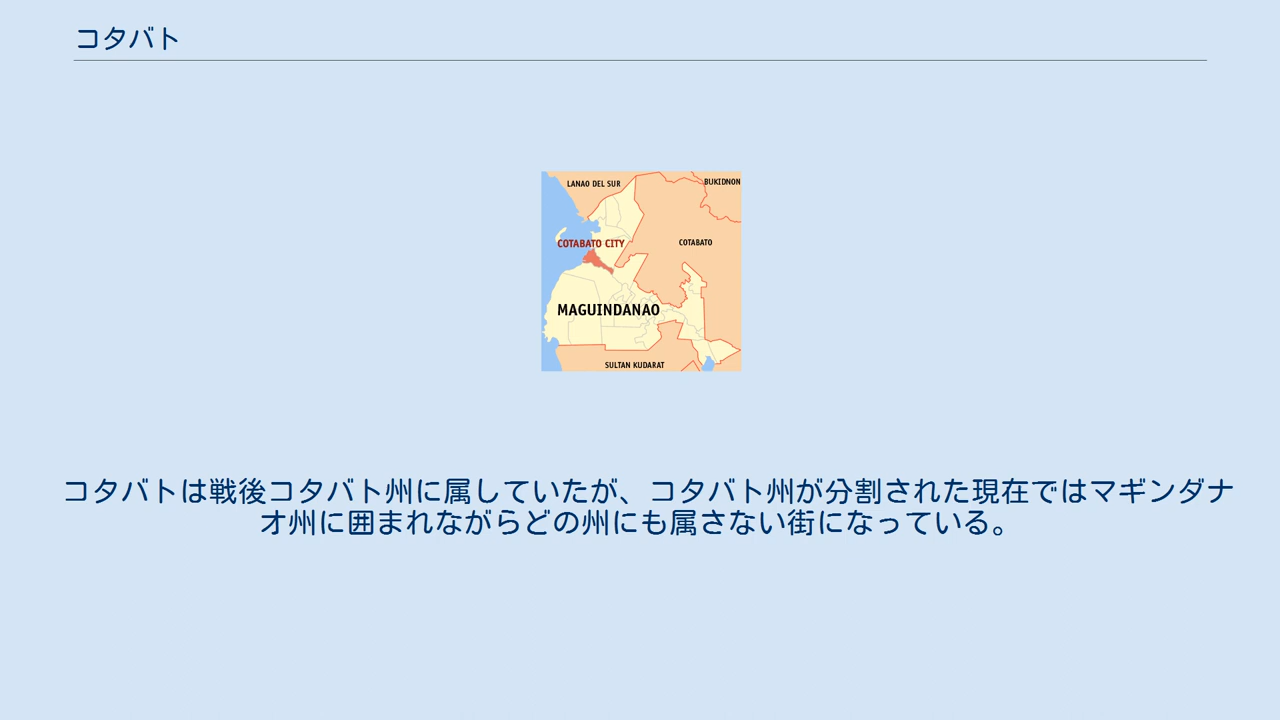 コタバト
LANAO DEL SUR
BUKIDNON
COTABATO CITY
COTABATO
MAGUINDANAO
SULTAN KUDARAT
コタバトは戦後コタバト州に属していたが、コタバト州が分割された現在ではマギンダナ
オ州に囲まれながらどの州にも属さない街になっている。